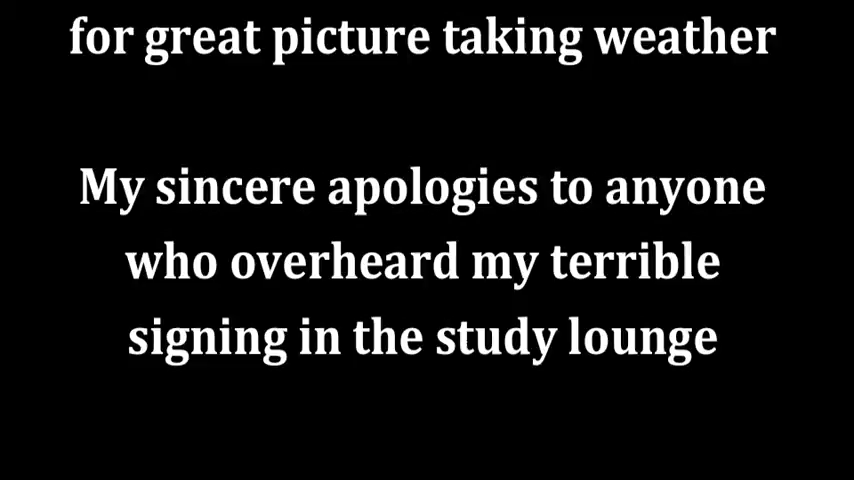 for great picture taking weather
My sincere apologies to anyone
who overheard my terrible
signing in the study lounge